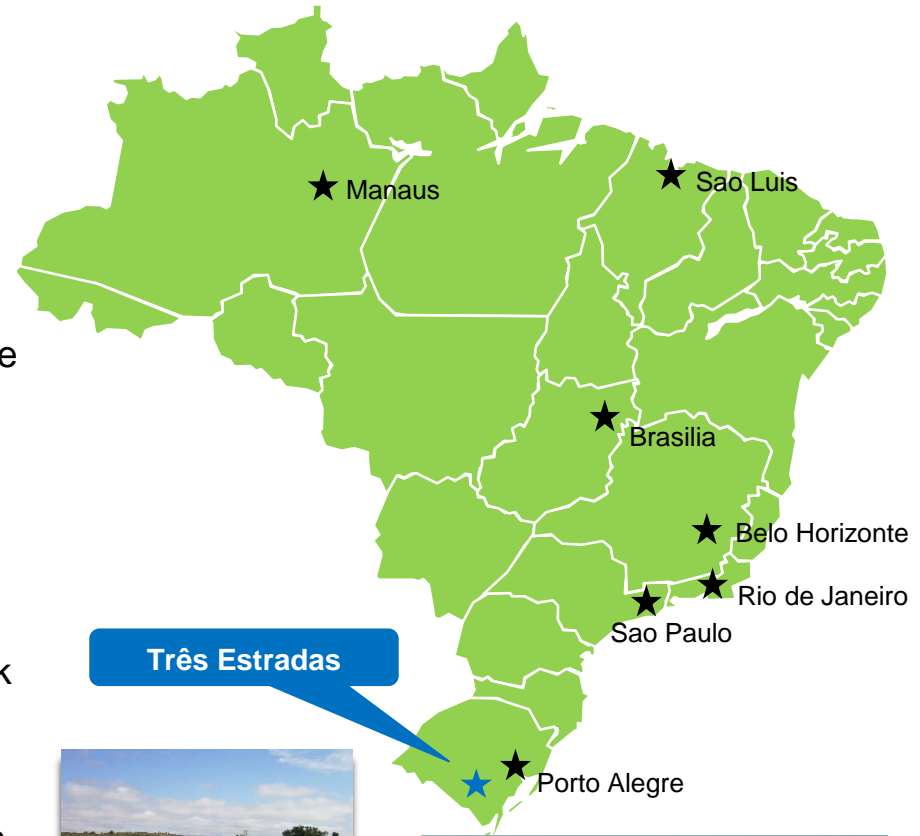 Manaus
Sao Luis
e
Brasilia
Belo Horizonte
Rio de Janeiro
Sao Paulo
Três Estradas
k
Porto Alegre